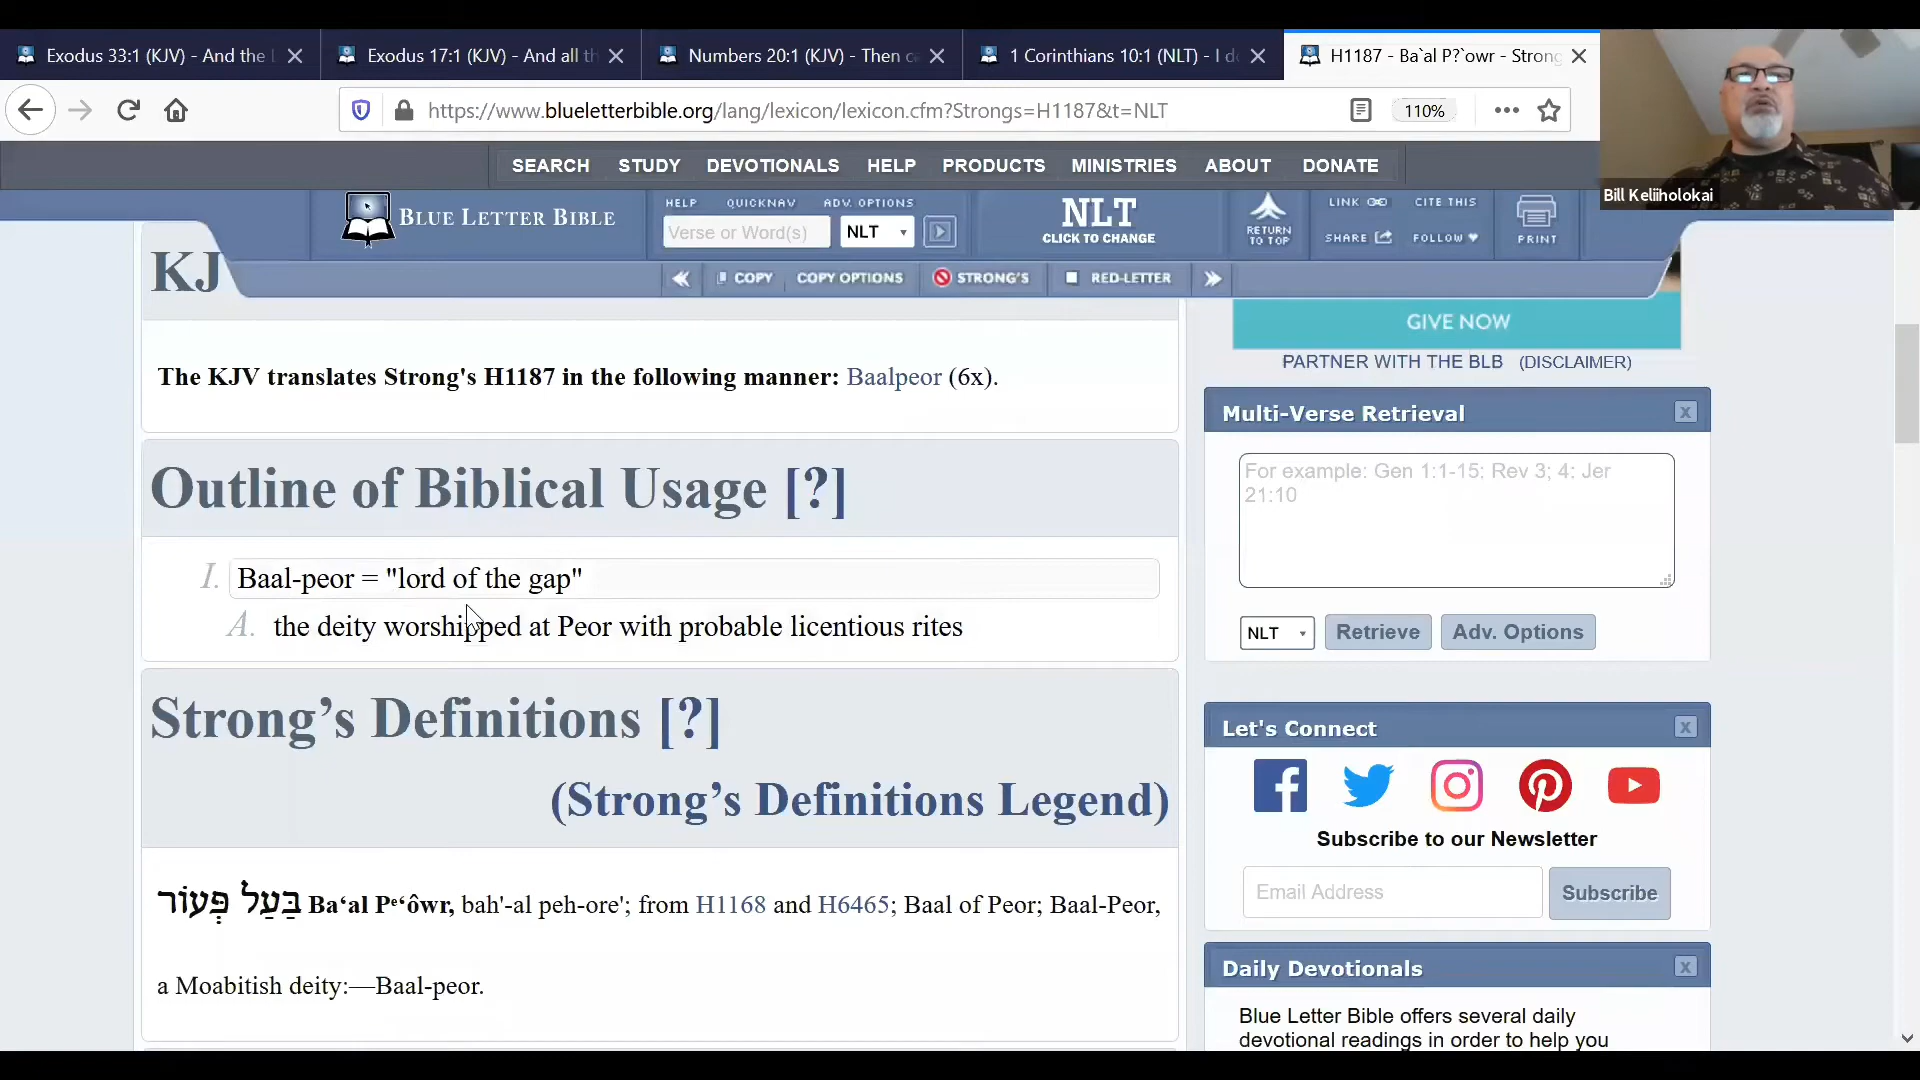 Exodus 33:1 (KJV) - And the
Exodus 17:1 (KJV) - And all th
Numbers 20:1 (KJV) - Then c
1 Corinthians 10:1 (NLT) - I d
H1187 - Ba`al P?`owr - Strong
https://www.blueletterbible.org/lang/lexicon/lexicon.cfm?Strongs=H1187&t=NLT
110%
Bill Keliiholokai
SEARCH STUDY DEVOTIONALS HELP PRODUCTS MINISTRIES ABOUT DONATE
BLUE LETTER BIBLE
HELP QUICKNAV ADV. OPTIONS
Verse or Word(s) NLT
NLT
CLICK TO CHANGE
RETURN
TO TOP
LINK CITE THIS
SHARE FOLLOW
PRINT
COPY COPY OPTIONS STRONG'S RED-LETTER
KJ
The KJV translates Strong's H1187 in the following manner: Baalpeor (6x).
Outline of Biblical Usage [?]
I. Baal-peor = "lord of the gap"
A. the deity worshipped at Peor with probable licentious rites
Strong’s Definitions [?]
(Strong’s Definitions Legend)
בַּעַל פְּעוֹר Ba‘al Pᵉ‘ôwr, bah'-al peh-ore'; from H1168 and H6465; Baal of Peor; Baal-Peor,
a Moabitish deity:—Baal-peor.
GIVE NOW
PARTNER WITH THE BLB (DISCLAIMER)
Multi-Verse Retrieval x
For example: Gen 1:1-15; Rev 3; 4: Jer
21:10
NLT Retrieve Adv. Options
Let's Connect x
Subscribe to our Newsletter
Email Address Subscribe
Daily Devotionals x
Blue Letter Bible offers several daily
devotional readings in order to help you